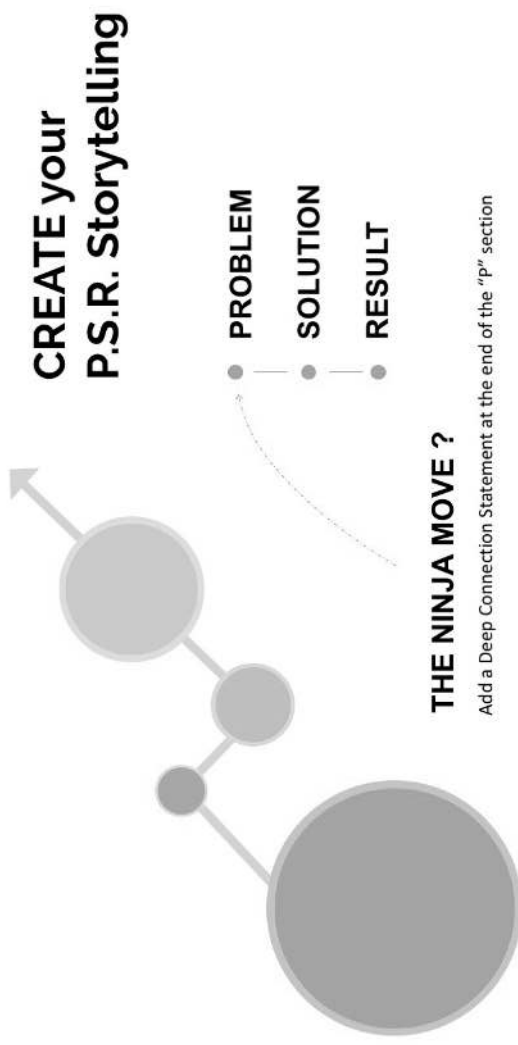 CREATE your
P.S.R. Storytelling
PROBLEM
SOLUTION
RESULT
THE NINJA MOVE ?
Add a Deep Connection Statement at the end of the “P” section